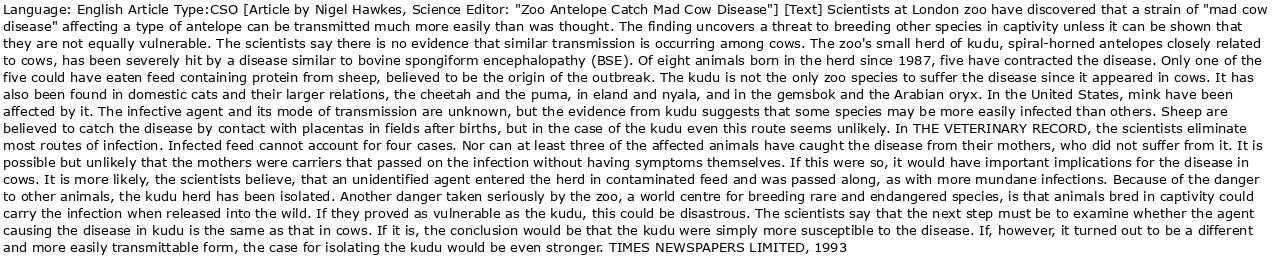 Language: English Article Type:CSO [Article by Nigel Hawkes, Science Editor: "Zoo Antelope Catch Mad Cow Disease"] [Text] Scientists at London zoo have discovered that a strain of "mad cow
disease" affecting a type of antelope can be transmitted much more easily than was thought. The finding uncovers a threat to breeding other species in captivity unless it can be shown that
they are not equally vulnerable. The scientists say there is no evidence that similar transmission is occurring among cows. The zoo's small herd of kudu, spiral-horned antelopes closely related
to cows, has been severely hit by a disease similar to bovine spongiform encephalopathy (BSE). Of eight animals born in the herd since 1987, five have contracted the disease. Only one of the
five could have eaten feed containing protein from sheep, believed to be the origin of the outbreak. The kudu is not the only zoo species to suffer the disease since it appeared in cows. It has
also been found in domestic cats and their larger relations, the cheetah and the puma, in eland and nyala, and in the gemsbok and the Arabian oryx. In the United States, mink have been
affected by it. The infective agent and its mode of transmission are unknown, but the evidence from kudu suggests that some species may be more easily infected than others. Sheep are
believed to catch the disease by contact with placentas in fields after births, but in the case of the kudu even this route seems unlikely. In THE VETERINARY RECORD, the scientists eliminate
most routes of infection. Infected feed cannot account for four cases. Nor can at least three of the affected animals have caught the disease from their mothers, who did not suffer from it. It is
possible but unlikely that the mothers were carriers that passed on the infection without having symptoms themselves. If this were so, it would have important implications for the disease in
cows. It is more likely, the scientists believe, that an unidentified agent entered the herd in contaminated feed and was passed along, as with more mundane infections. Because of the danger
to other animals, the kudu herd has been isolated. Another danger taken seriously by the zoo, a world centre for breeding rare and endangered species, is that animals bred in captivity could
carry the infection when released into the wild. If they proved as vulnerable as the kudu, this could be disastrous. The scientists say that the next step must be to examine whether the agent
causing the disease in kudu is the same as that in cows. If it is, the conclusion would be that the kudu were simply more susceptible to the disease. If, however, it turned out to be a different
and more easily transmittable form, the case for isolating the kudu would be even stronger. TIMES NEWSPAPERS LIMITED, 1993